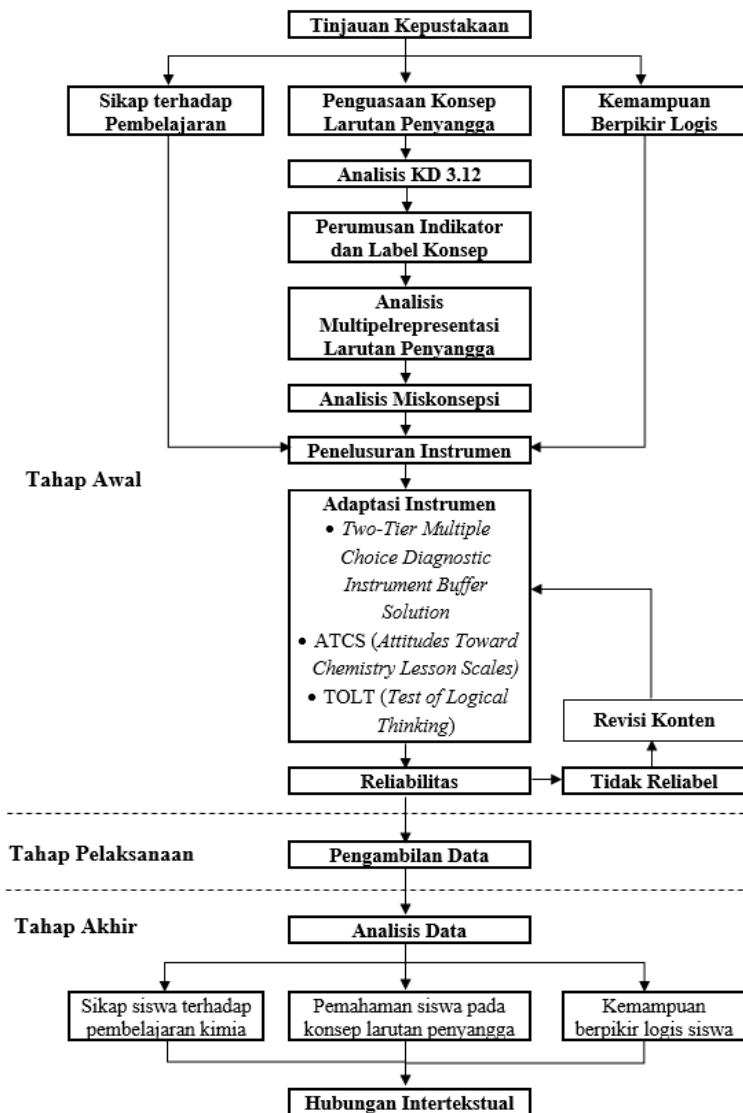 Tinjauan Kepustakaan
Sikap terhadap
Pembelajaran
Penguasaan Konsep
Larutan Penyangga
Kemampuan
Berpikir Logis
Analisis KD 3.12
Perumusan Indikator
dan Label Konsep
Analisis
Multipelrepresentasi
Larutan Penyangga
Analisis Miskonsepsi
Penelusuran Instrumen
Tahap Awal
Adaptasi Instrumen
• Two-Tier Multiple
Choice Diagnostic
Instrument Buffer
Solution
• ATCS (Attitudes Toward
Chemistry Lesson Scales)
• TOLT (Test of Logical
Thinking)
Revisi Konten
Reliabilitas
Tidak Reliabel
Tahap Pelaksanaan
Pengambilan Data
Tahap Akhir
Analisis Data
Sikap siswa terhadap
pembelajaran kimia
Pemahaman siswa pada
konsep larutan penyangga
Kemampuan
berpikir logis siswa
Hubungan Intertekstual